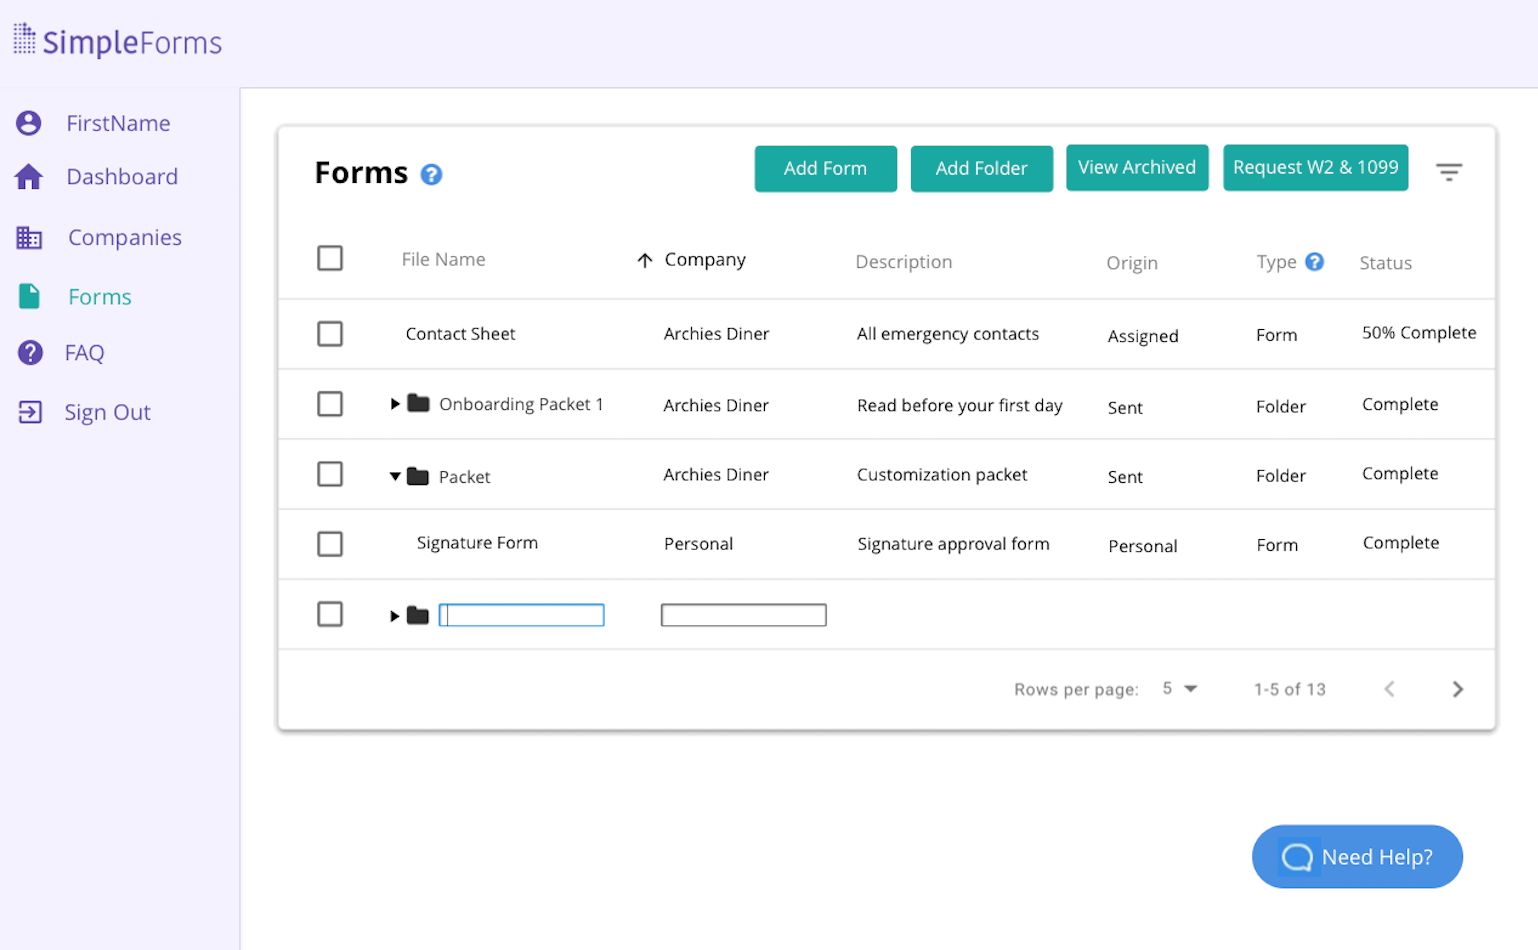 SimpleForms
FirstName
Dashboard
Companies
Forms
FAQ
Sign Out
Forms ?
Add Form
Add Folder
View Archived
Request W2 & 1099
File Name Company Description Origin Type ? Status
Contact Sheet Archies Diner All emergency contacts Assigned Form 50% Complete
Onboarding Packet 1 Archies Diner Read before your first day Sent Folder Complete
Packet Archies Diner Customization packet Sent Folder Complete
Signature Form Personal Signature approval form Personal Form Complete
Rows per page: 5 1-5 of 13
Need Help?